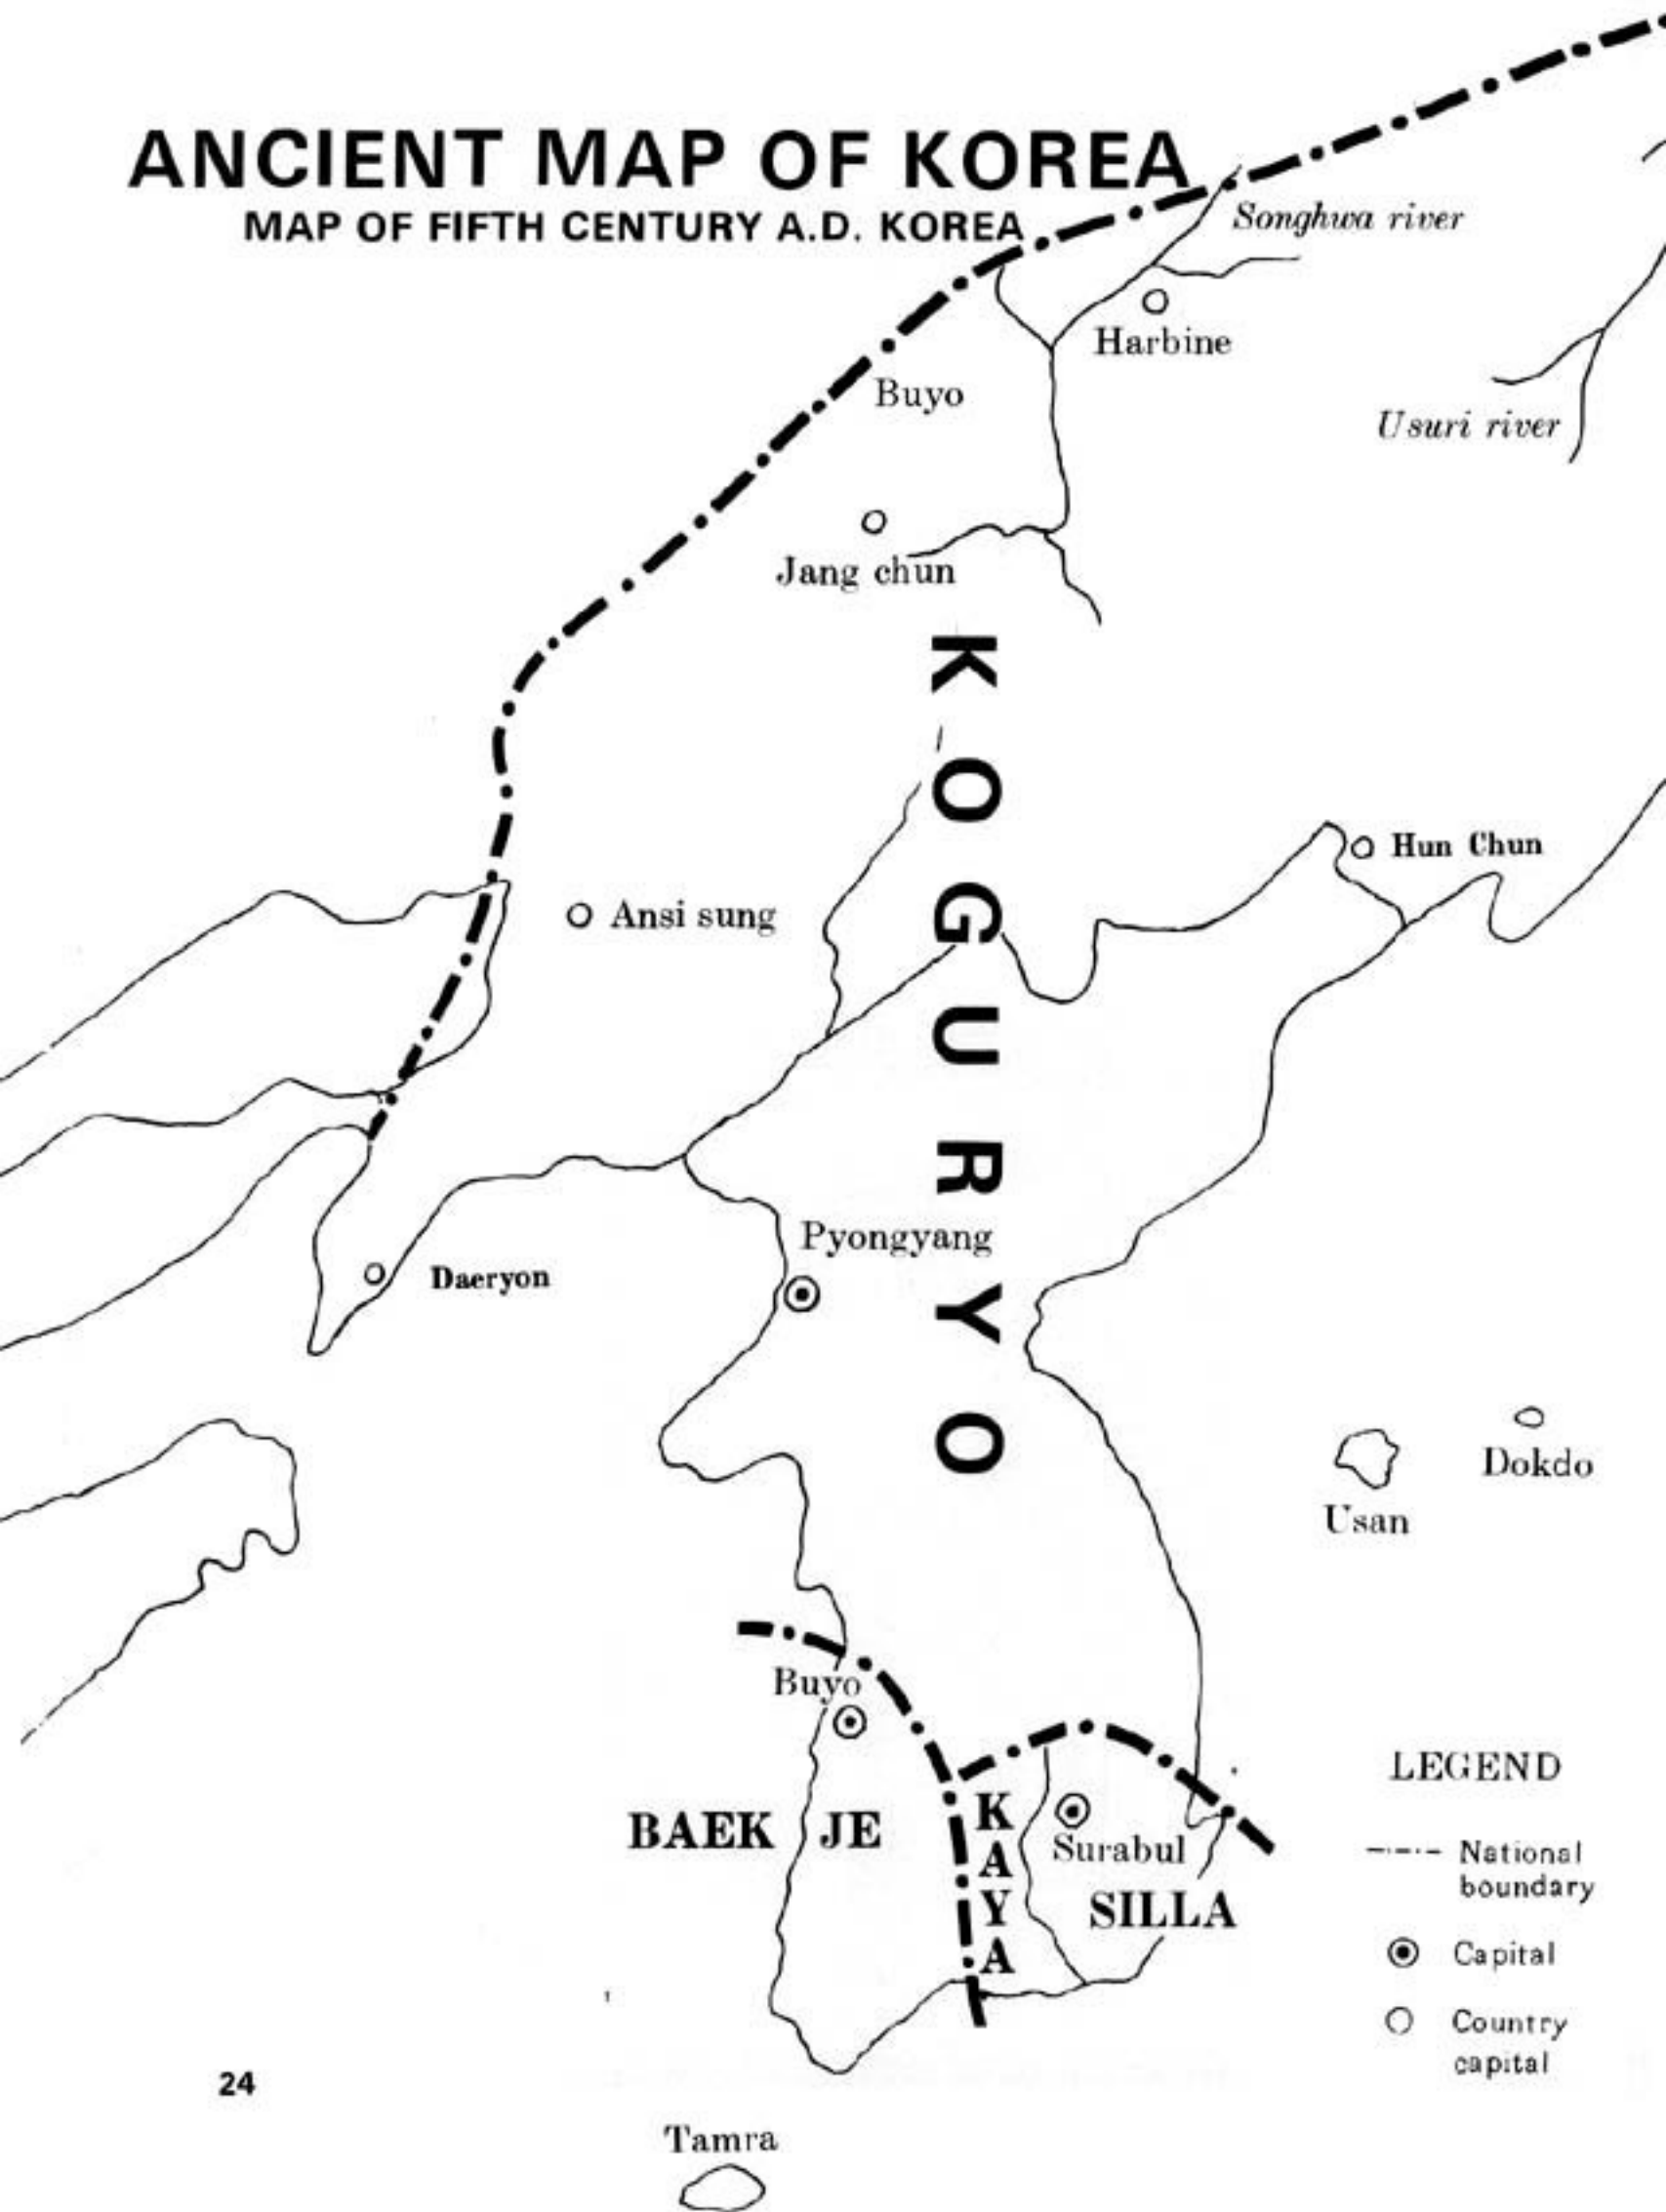 ANCIENT MAP OF KOREA
MAP OF FIFTH CENTURY A.D. KOREA
Songhwa river
Harbine
Buyo
Usuri river
Jang chun
KOGURYO
Hun Chun
Ansi sung
Pyongyang
Daeryon
Dokdo
Usan
Buyo
LEGEND
BAEK JE
KAYA
Surabul
SILLA
National
boundary
Capital
Country
capital
24
Tamra